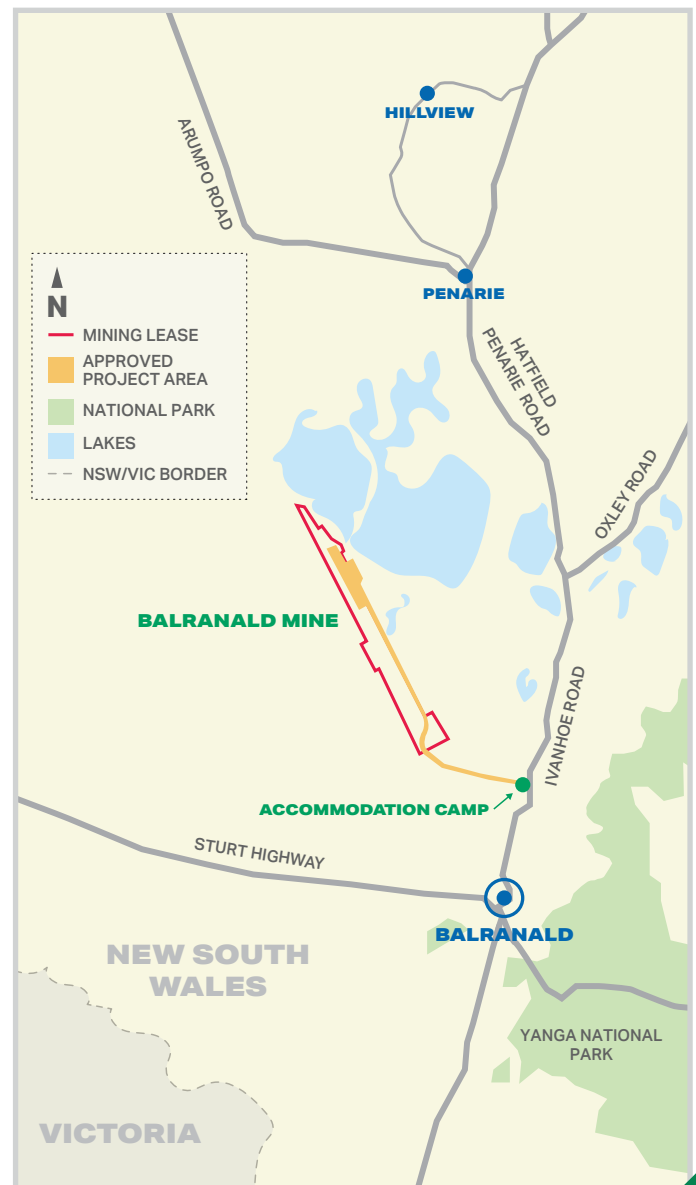 HILLVIEW
ARUMPO ROAD
PENARIE
N
MINING LEASE
APPROVED
PROJECT AREA
NATIONAL PARK
LAKES
NSW/VIC BORDER
HATFIELD
PENARIE ROAD
OXLEY ROAD
BALRANALD MINE
IVANHOE ROAD
ACCOMMODATION CAMP
STURT HIGHWAY
BALRANALD
NEW SOUTH
WALES
YANGA NATIONAL
PARK
VICTORIA